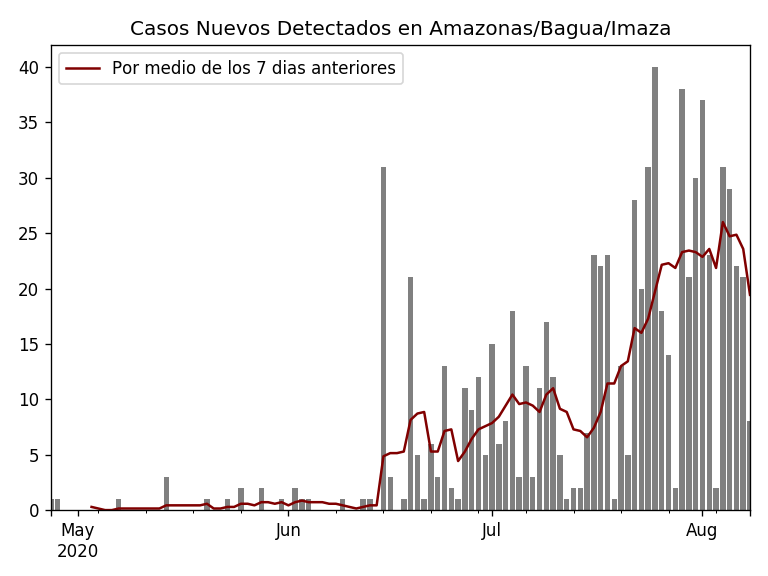 Casos Nuevos Detectados en Amazonas/Bagua/Imaza
Por medio de los 7 dias anteriores
40
35
30
25
20
15
10
5
0
May
2020
Jun
Jul
Aug